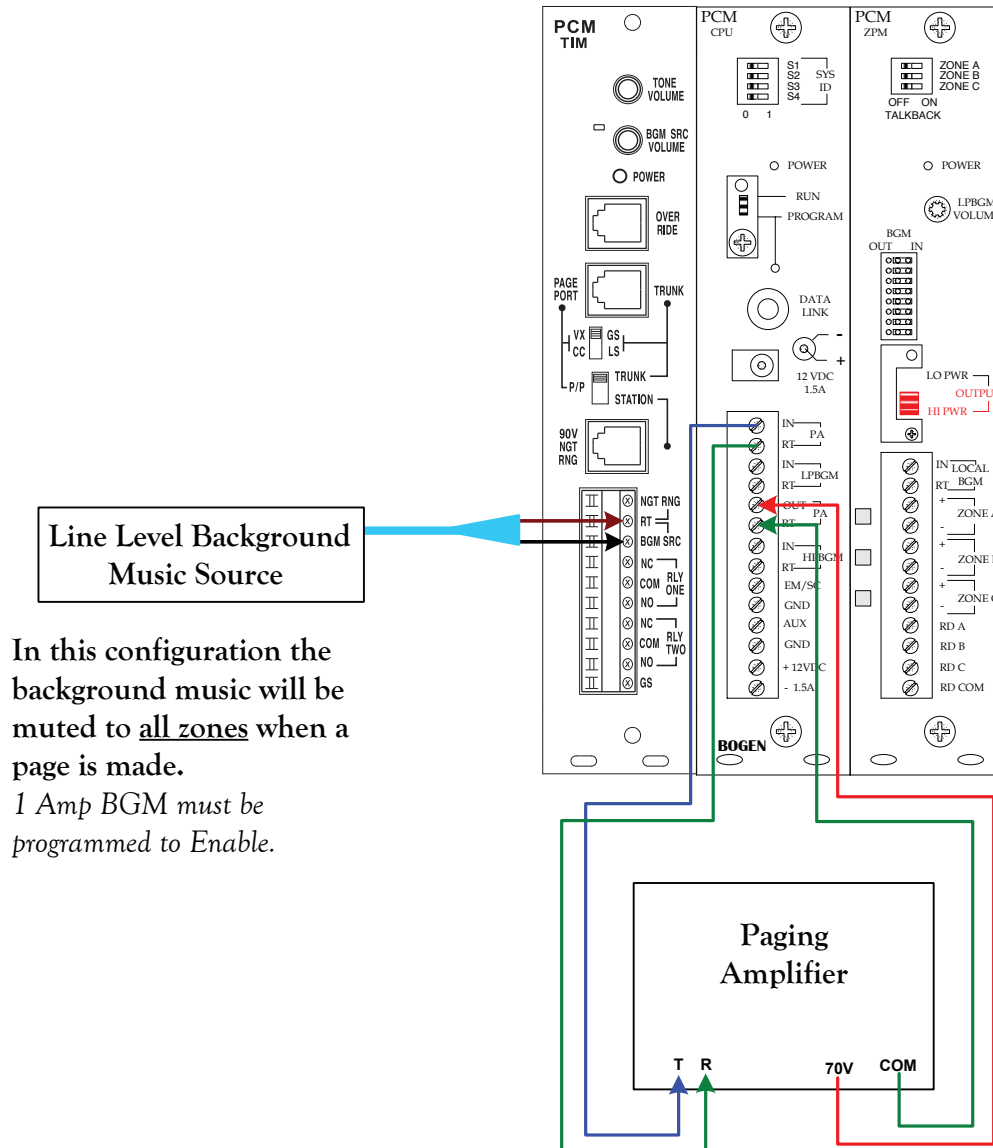 PCM
TIM
TONE
VOLUME
BGM SRC
VOLUME
POWER
OVER
RIDE
PAGE
PORT
TRUNK
VX
CC
GS
LS
P/P
TRUNK
STATION
90V
NGT
RNG
NGT RNG
RT
BGM SRC
NC
COM
NO
RLY
ONE
NC
COM
NO
RLY
TWO
GS
PCM
CPU
S1
S2
S3
S4
SYS
ID
0 1
POWER
RUN
PROGRAM
DATA
LINK
-
+
12 VDC
1.5A
IN
RT
PA
IN
RT
LPBGM
OUT
RT
PA
IN
RT
HPBGM
EM/SC
GND
AUX
GND
+ 12VDC
- 1.5A
BOGEN
PCM
ZPM
ZONE A
ZONE B
ZONE C
OFF ON
TALKBACK
POWER
LPBGM
VOLUM
BGM
OUT IN
LO PWR
OUTPU
HI PWR
IN
RT
LOCAL
BGM
+
-
ZONE A
+
-
ZONE
+
-
ZONE
RD A
RD B
RD C
RD COM
Line Level Background
Music Source
In this configuration the
background music will be
muted to all zones when a
page is made.
1 Amp BGM must be
programmed to Enable.
Paging
Amplifier
T R 70V COM